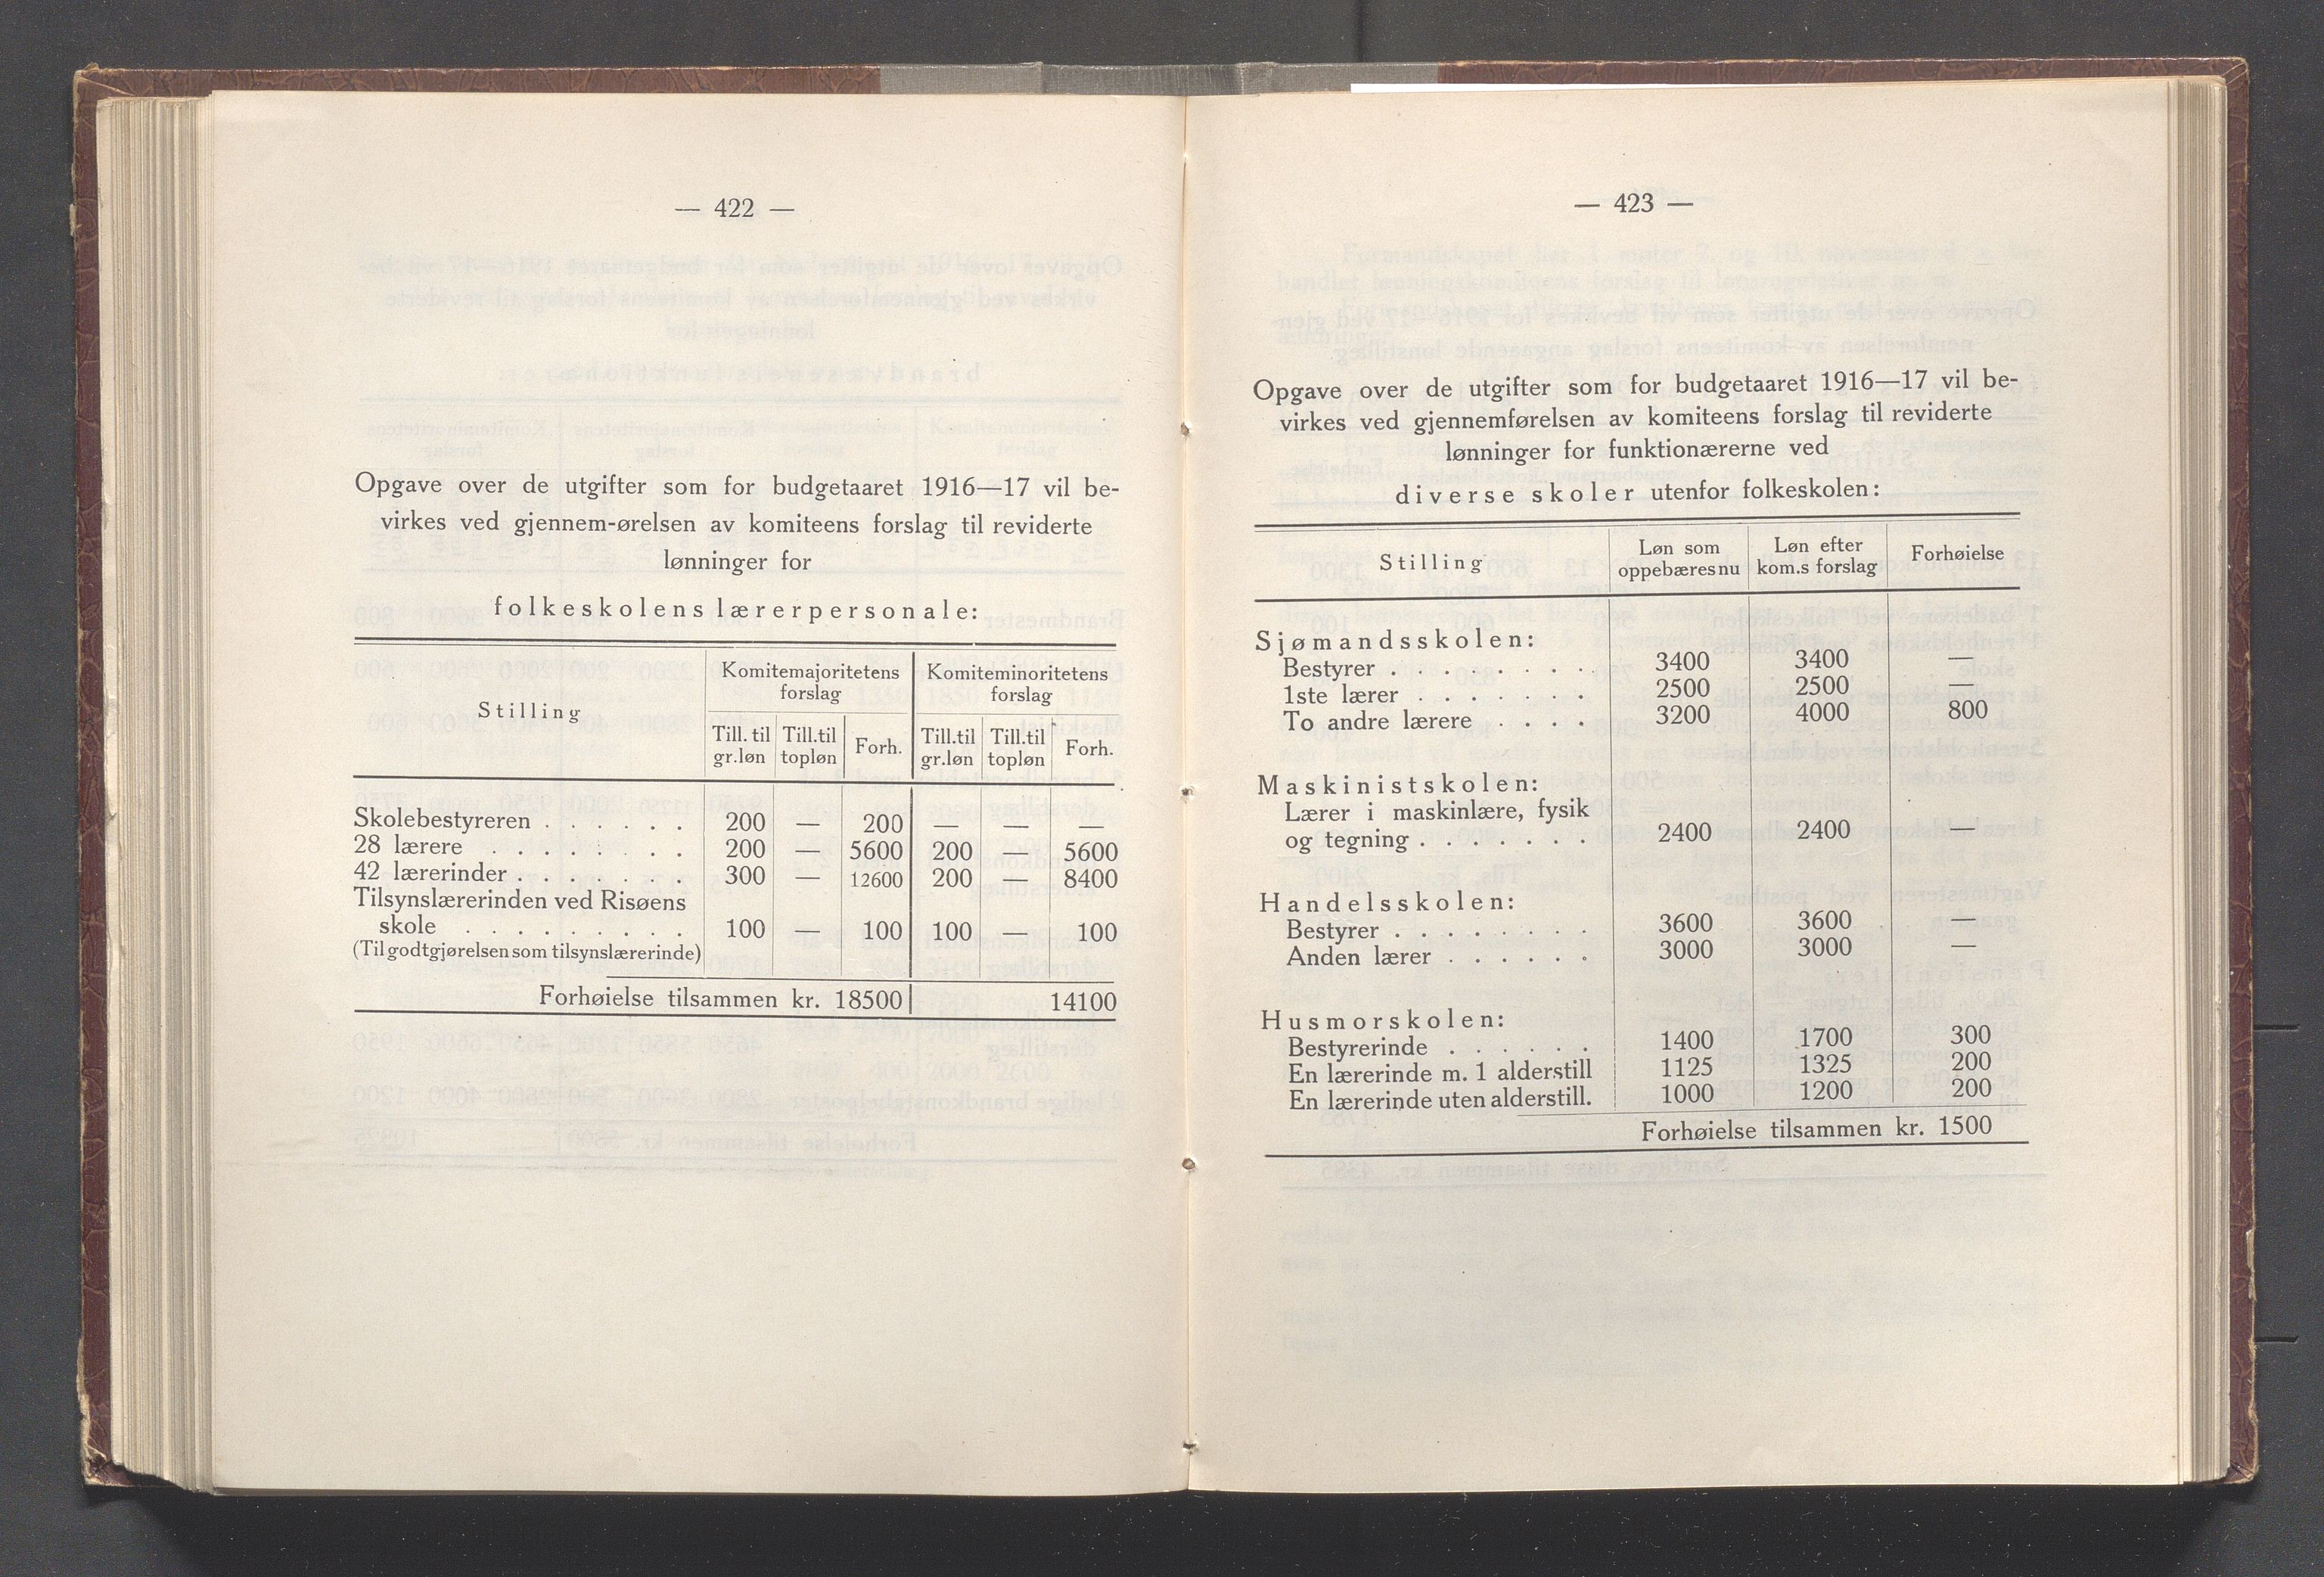 — 422 —
Opgave over de utgifter som for budgetaaret 1916—17 vil be-
virkes ved gjennem-ørelsen av komiteens forslag til reviderte
lønninger for
folkeskolens lærerpersonale:
Stilling | Komitemajoritetens forslag | Komiteminoritetens forslag
Till. til gr.løn | Till.til topløn | Forh. | Till.til gr.løn | Till.til topløn | Forh.
Skolebestyreren . . . . . . 200 — 200 — — —
28 lærere . . . . . . . . 200 — 5600 200 — 5600
42 lærerinder . . . . . . . 300 — 12600 200 — 8400
Tilsynslærerinden ved Risøens
skole . . . . . . . . . 100 — 100 100 — 100
(Til godtgjørelsen som tilsynslærerinde)
Forhøielse tilsammen kr. 18500 14100
— 423 —
Opgave over de utgifter som for budgetaaret 1916—17 vil be-
virkes ved gjennemførelsen av komiteens forslag til reviderte
lønninger for funktionærerne ved
diverse skoler utenfor folkeskolen:
Stilling | Løn som oppebæres nu | Løn efter kom.s forslag | Forhøielse
Sjømandsskolen:
Bestyrer . . . . . . . . 3400 3400 —
1ste lærer . . . . . . . 2500 2500 —
To andre lærere . . . . 3200 4000 800
Maskinistskolen:
Lærer i maskinlære, fysik
og tegning . . . . . . . 2400 2400 —
Handelsskolen:
Bestyrer . . . . . . . . 3600 3600 —
Anden lærer . . . . . . 3000 3000 —
Husmorskolen:
Bestyrerinde . . . . . . 1400 1700 300
En lærerinde m. 1 alderstill 1125 1325 200
En lærerinde uten alderstill. 1000 1200 200
Forhøielse tilsammen kr. 1500